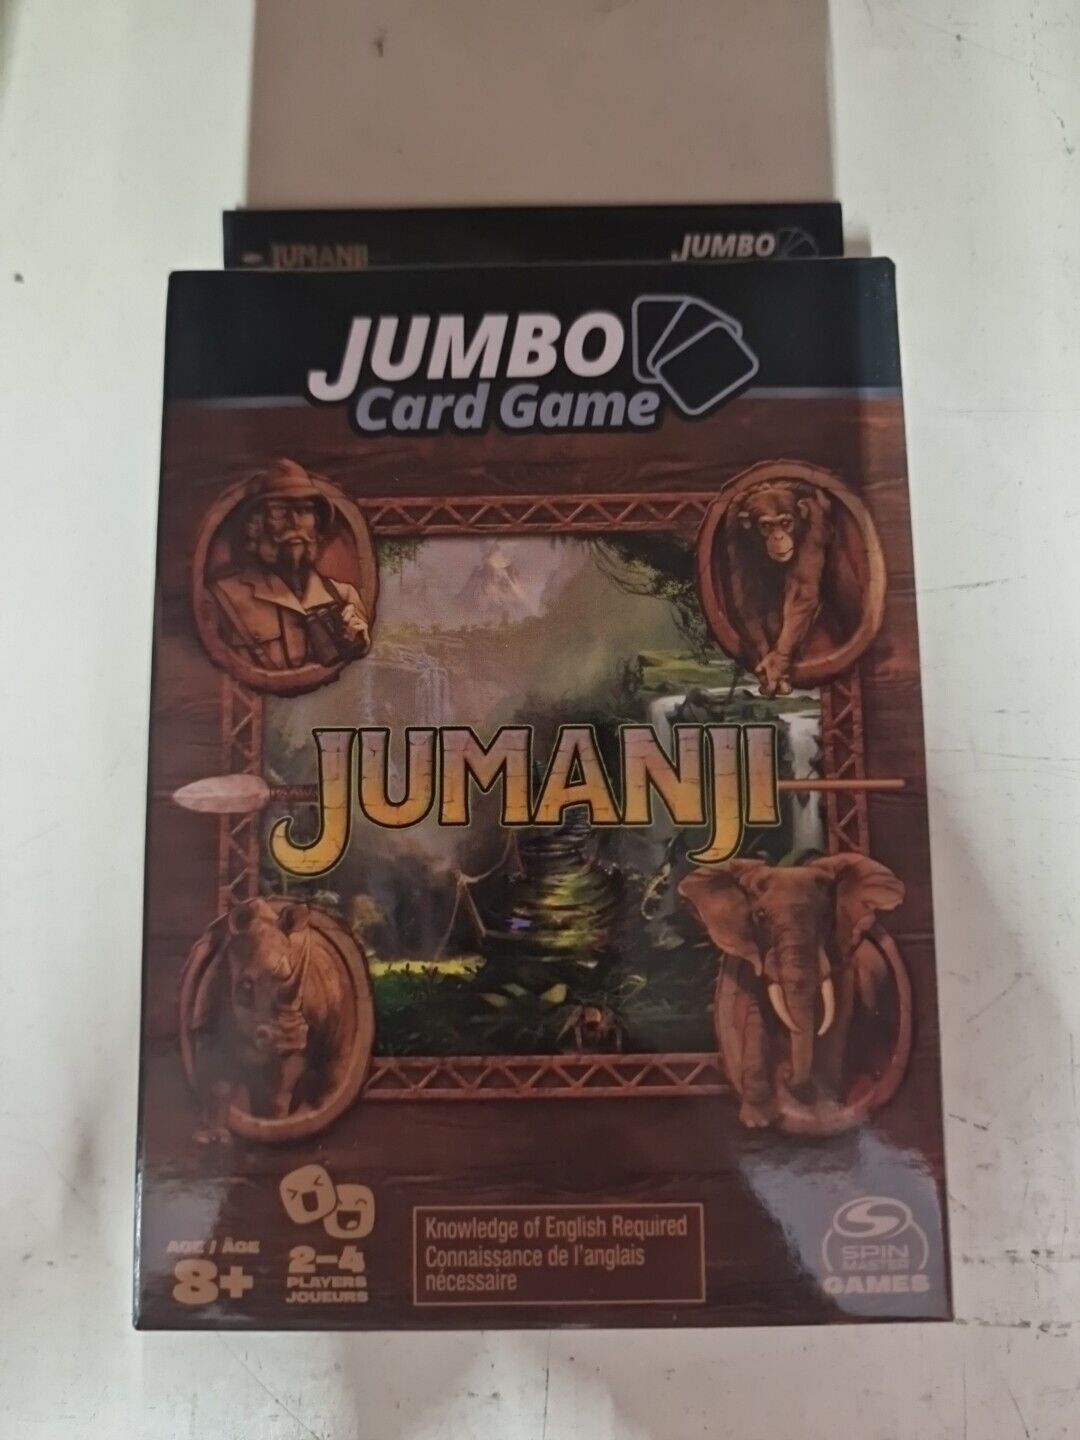 JUMANJI
JUMBO
JUMBO
Card Game
JUMANJI
AGE / ÂGE
8+
2-4
PLAYERS
JOUEURS
Knowledge of English Required
Connaissance de l'anglais
nécessaire
SPIN
MASTER
GAMES